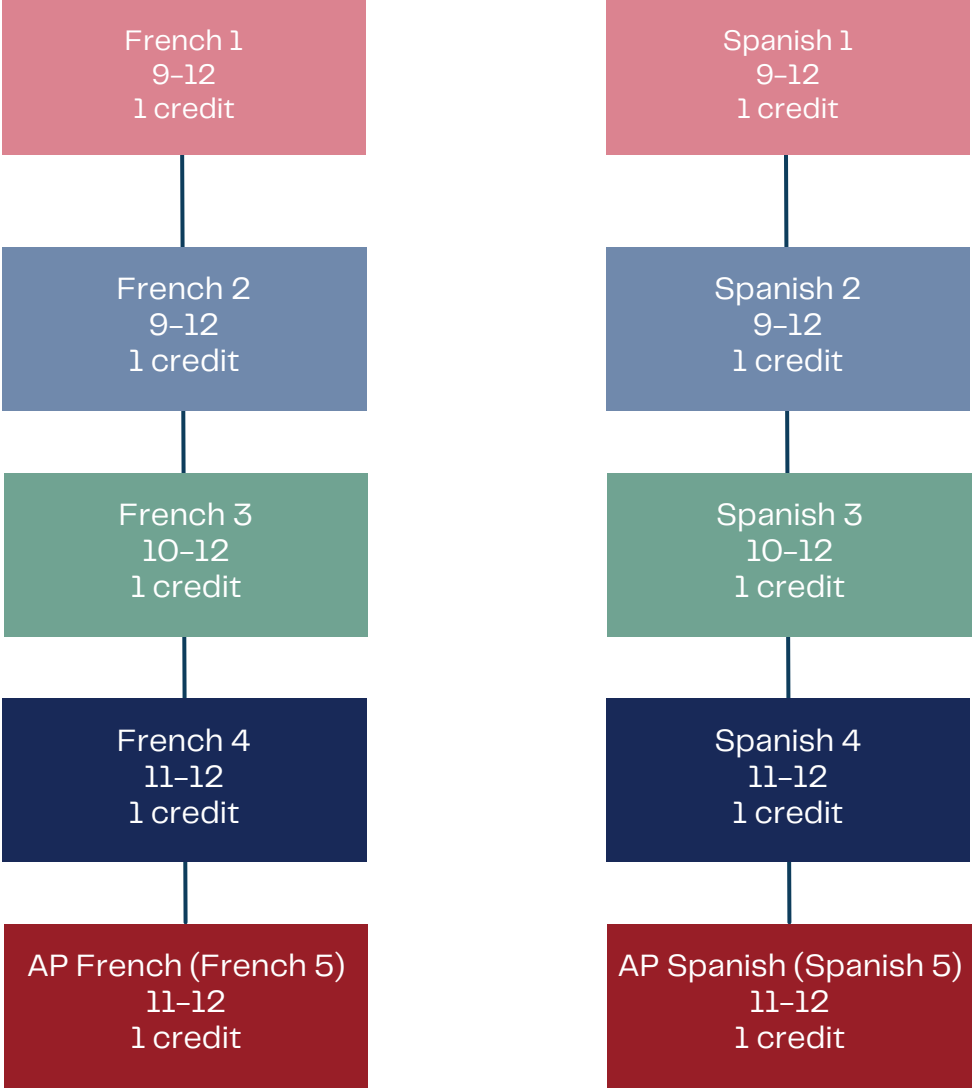 French 1
9–12
1 credit
Spanish 1
9–12
1 credit
French 2
9–12
1 credit
Spanish 2
9–12
1 credit
French 3
10–12
1 credit
Spanish 3
10–12
1 credit
French 4
11–12
1 credit
Spanish 4
11–12
1 credit
AP French (French 5)
11–12
1 credit
AP Spanish (Spanish 5)
11–12
1 credit